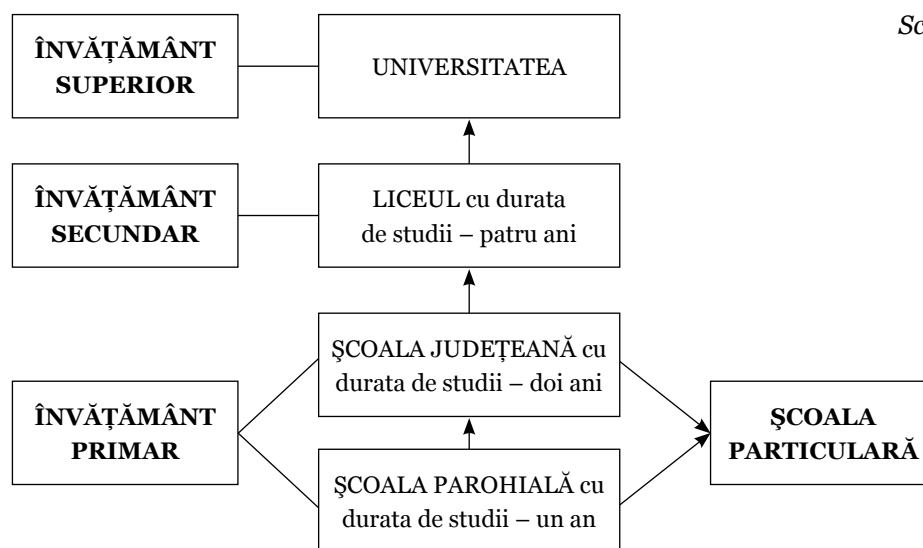 Sc
ÎNVĂȚĂMÂNT
SUPERIOR
UNIVERSITATEA
ÎNVĂȚĂMÂNT
SECUNDAR
LICEUL cu durata
de studii – patru ani
ŞCOALA JUDEȚEANĂ cu
durata de studii – doi ani
ÎNVĂȚĂMÂNT
PRIMAR
ŞCOALA
PARTICULARĂ
ŞCOALA PAROHIALĂ cu
durata de studii – un an